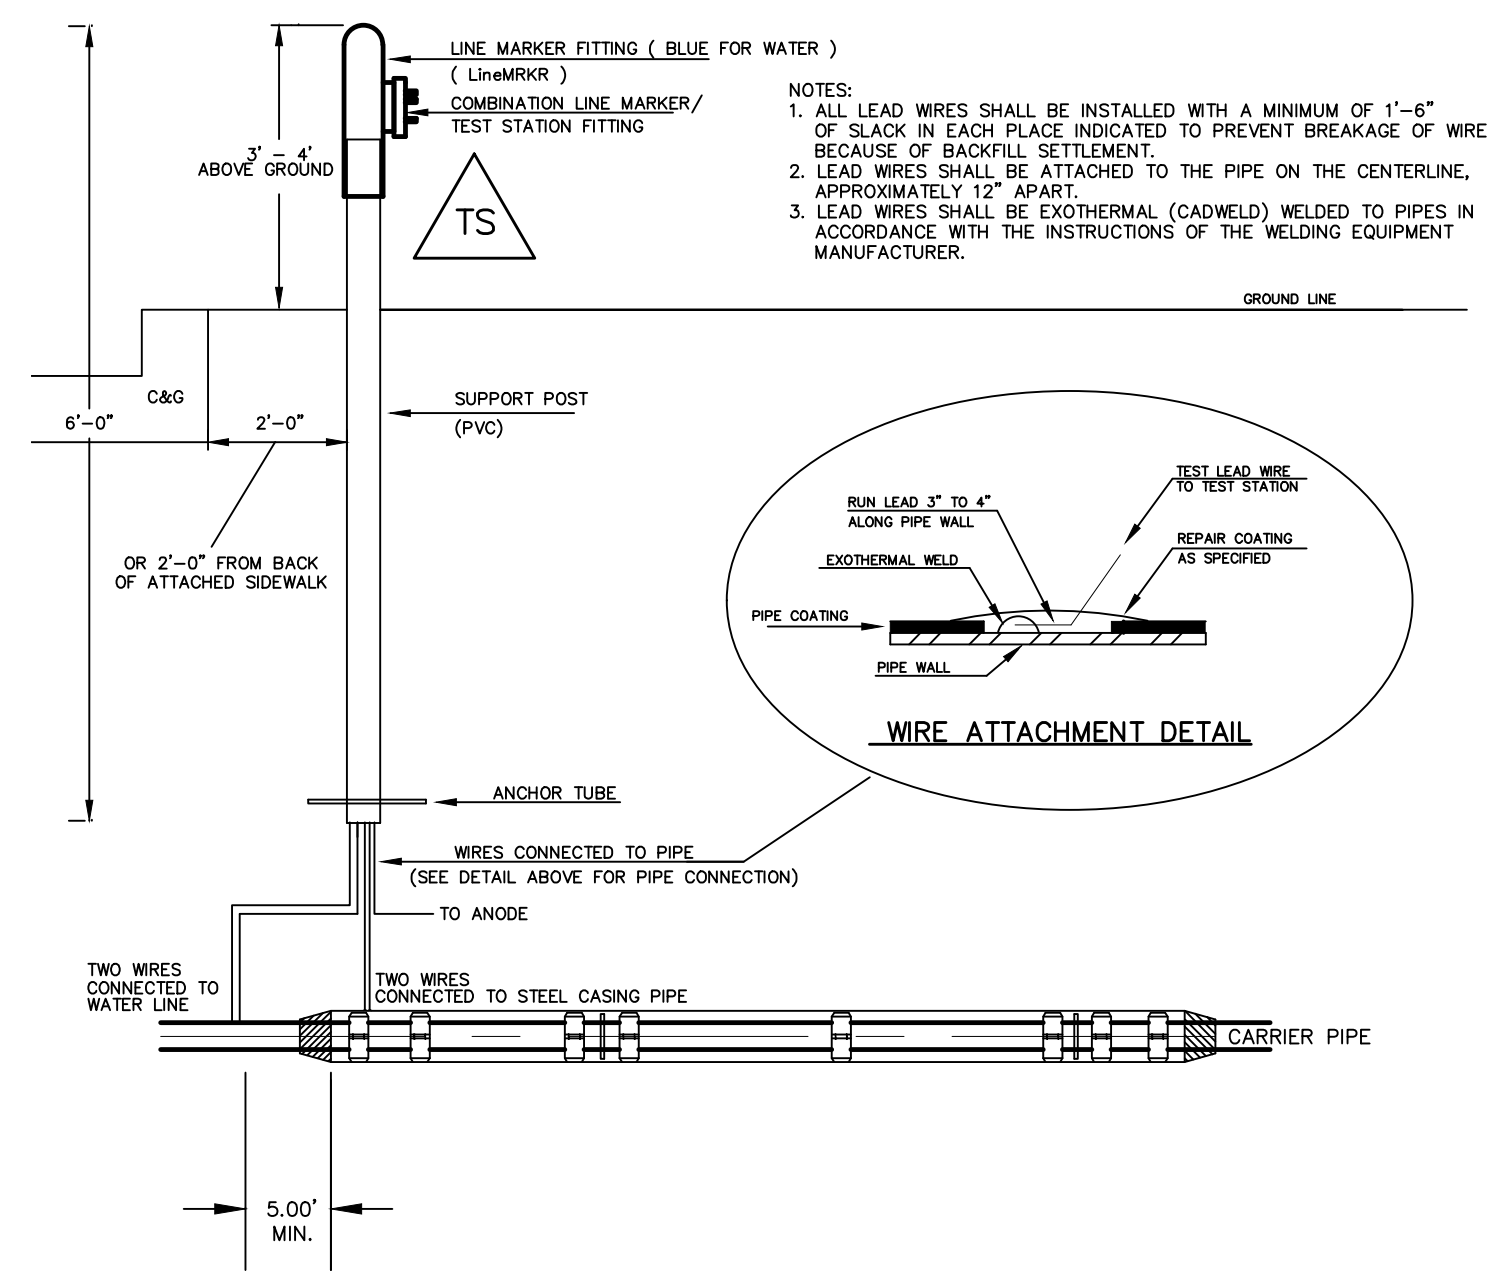 LINE MARKER FITTING ( BLUE FOR WATER )
( LineMRKR )
COMBINATION LINE MARKER/
TEST STATION FITTING
3' – 4'
ABOVE GROUND
TS
NOTES:
1. ALL LEAD WIRES SHALL BE INSTALLED WITH A MINIMUM OF 1'–6"
OF SLACK IN EACH PLACE INDICATED TO PREVENT BREAKAGE OF WIRE
BECAUSE OF BACKFILL SETTLEMENT.
2. LEAD WIRES SHALL BE ATTACHED TO THE PIPE ON THE CENTERLINE,
APPROXIMATELY 12" APART.
3. LEAD WIRES SHALL BE EXOTHERMAL (CADWELD) WELDED TO PIPES IN
ACCORDANCE WITH THE INSTRUCTIONS OF THE WELDING EQUIPMENT
MANUFACTURER.
GROUND LINE
C&G
6'–0"
2'–0"
SUPPORT POST
(PVC)
OR 2'–0" FROM BACK
OF ATTACHED SIDEWALK
TEST LEAD WIRE
TO TEST STATION
RUN LEAD 3" TO 4"
ALONG PIPE WALL
REPAIR COATING
AS SPECIFIED
EXOTHERMAL WELD
PIPE COATING
PIPE WALL
WIRE ATTACHMENT DETAIL
ANCHOR TUBE
WIRES CONNECTED TO PIPE
(SEE DETAIL ABOVE FOR PIPE CONNECTION)
TO ANODE
TWO WIRES
CONNECTED TO
WATER LINE
TWO WIRES
CONNECTED TO STEEL CASING PIPE
CARRIER PIPE
5.00'
MIN.